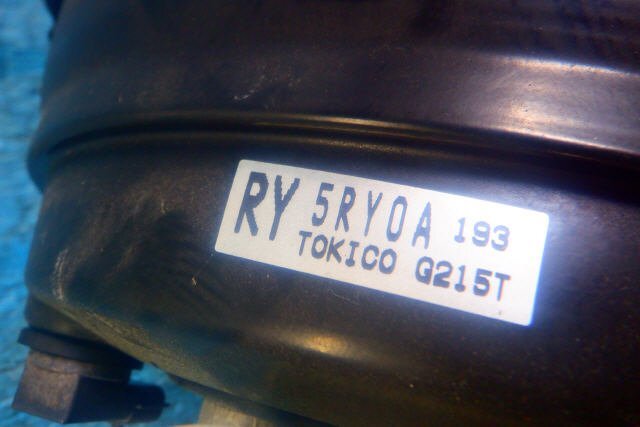 RY 5RY0A 193
TOKICO G215T